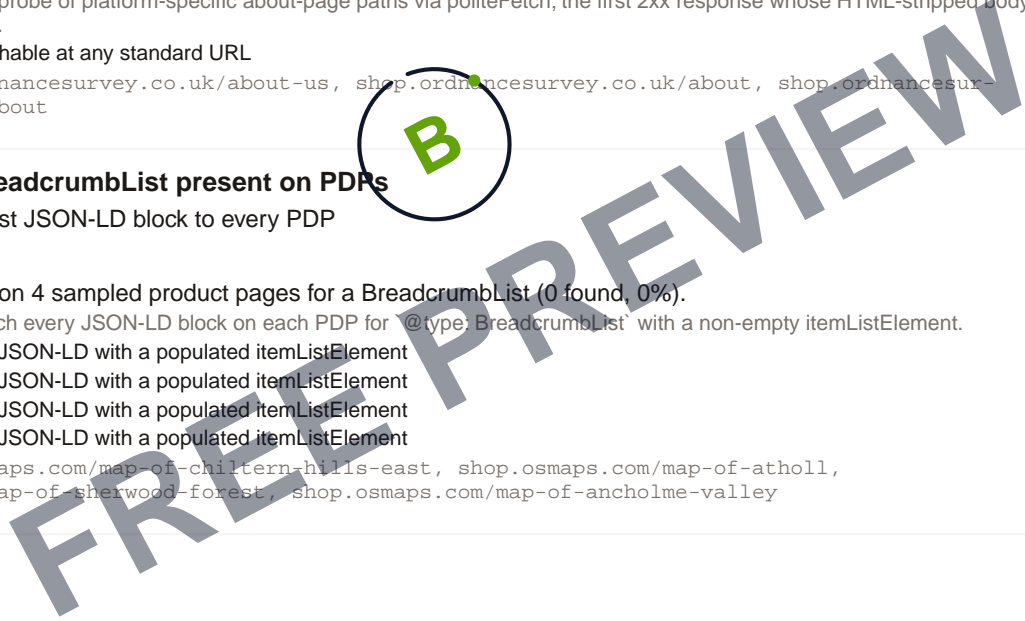 probe of platform-specific about-page paths via politeFetch, the first 2xx response whose HTML-stripped body
hable at any standard URL
nancesurvey.co.uk/about-us, shop.ordnancesurvey.co.uk/about, shop.ordnancesur-
bout
B
eadcrumbList present on PDPs
st JSON-LD block to every PDP
on 4 sampled product pages for a BreadcrumbList (0 found, 0%).
ch every JSON-LD block on each PDP for `@type: BreadcrumbList` with a non-empty itemListElement.
JSON-LD with a populated itemListElement
JSON-LD with a populated itemListElement
JSON-LD with a populated itemListElement
JSON-LD with a populated itemListElement
aps.com/map-of-chiltern-hills-east, shop.osmaps.com/map-of-atholl,
ap-of-sherwood-forest, shop.osmaps.com/map-of-ancholme-valley
FREE PREVIEW